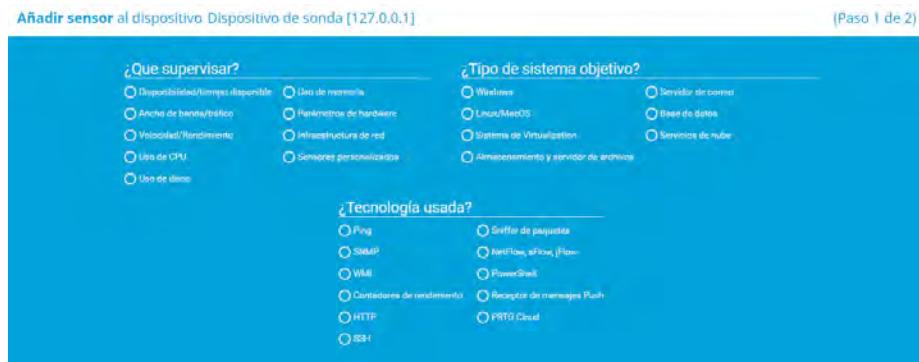 Añadir sensor al dispositivo Dispositivo de sonda [127.0.0.1]
(Paso 1 de 2)
¿Que supervisar?
Disponibilidad/tiempo disponible
Uso de memoria
Ancho de banda/tráfico
Parámetros de hardware
Velocidad/Rendimiento
Infraestructura de red
Uso de CPU
Sensores personalizados
Uso de disco
¿Tipo de sistema objetivo?
Windows
Servidor de correo
Linux/MacOS
Base de datos
Sistema de Virtualization
Servicios de nube
Almacenamiento y servidor de archivos
¿Tecnología usada?
Ping
Sniffer de paquetes
SNMP
NetFlow, sFlow, jFlow
WMI
PowerShell
Contadores de rendimiento
Receptor de mensajes Push
HTTP
PRTG Cloud
SSH